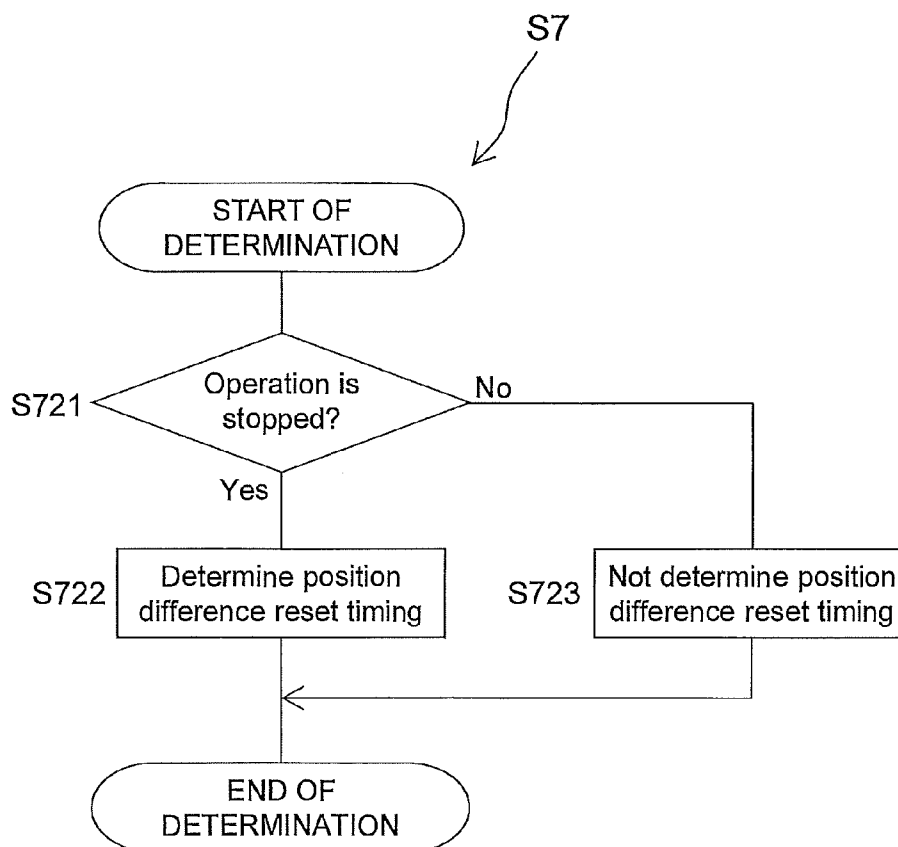 S7
START OF
DETERMINATION
S721
Operation is
stopped?
No
Yes
S722
Determine position
difference reset timing
S723
Not determine position
difference reset timing
END OF
DETERMINATION